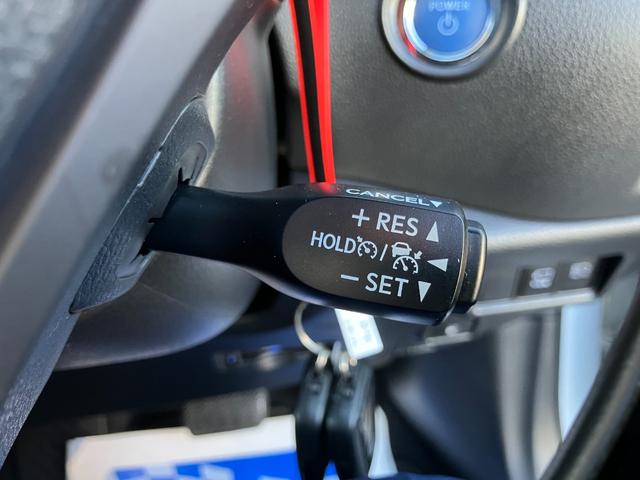 POWER
CANCEL▼
+ RES ▲
HOLD / ◀
− SET ▼